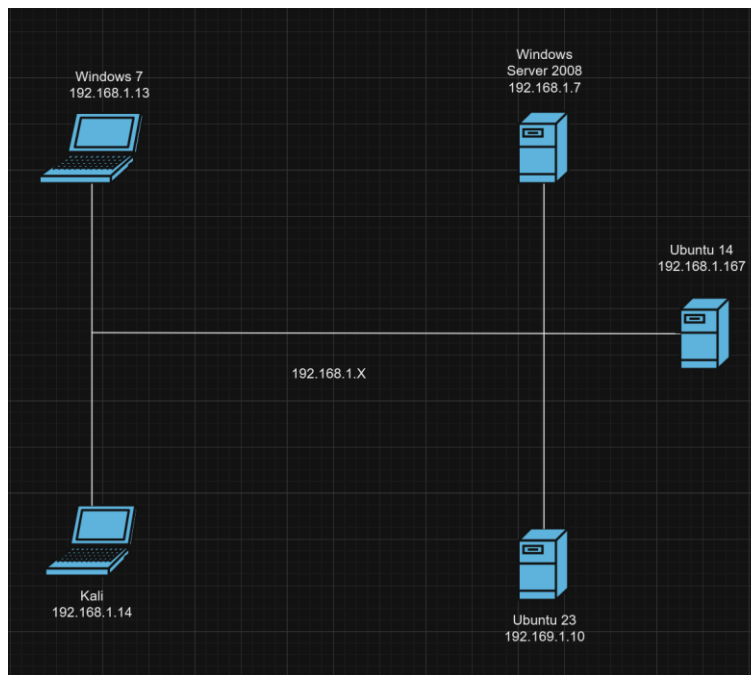 Windows 7
192.168.1.13
Windows
Server 2008
192.168.1.7
Ubuntu 14
192.168.1.167
192.168.1.X
Kali
192.168.1.14
Ubuntu 23
192.169.1.10